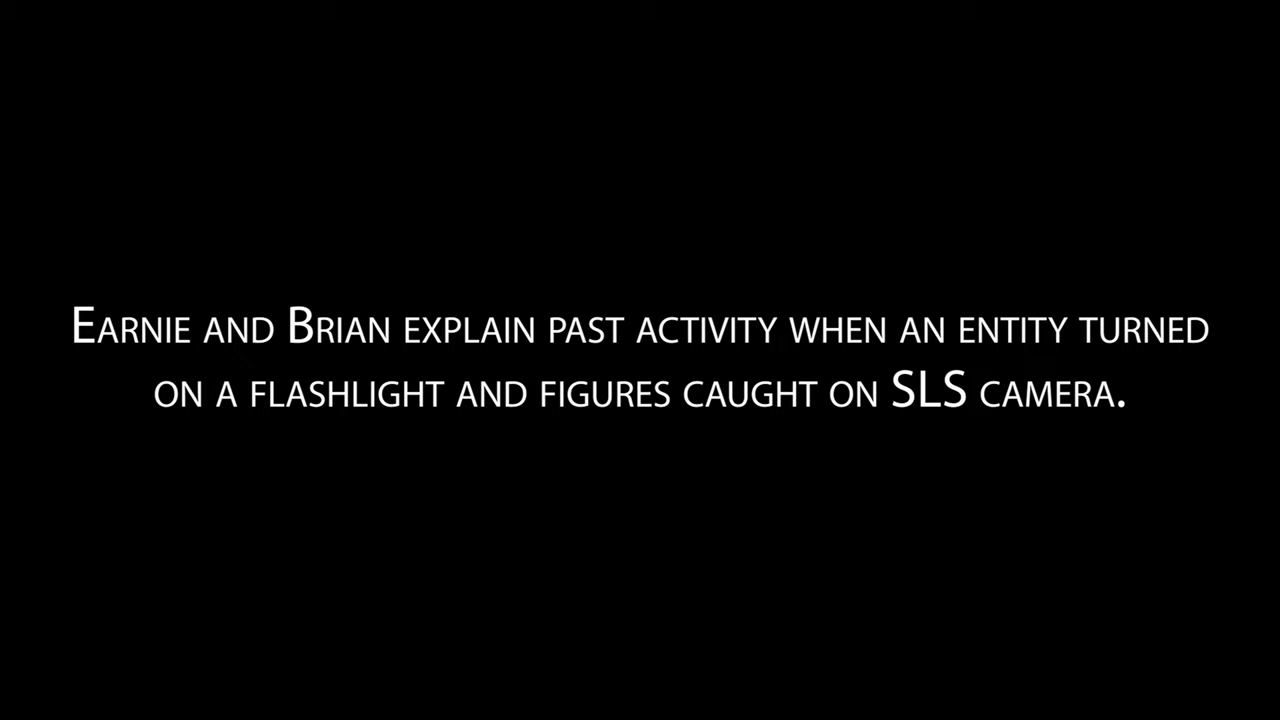 Earnie and Brian explain past activity when an entity turned
on a flashlight and figures caught on SLS camera.